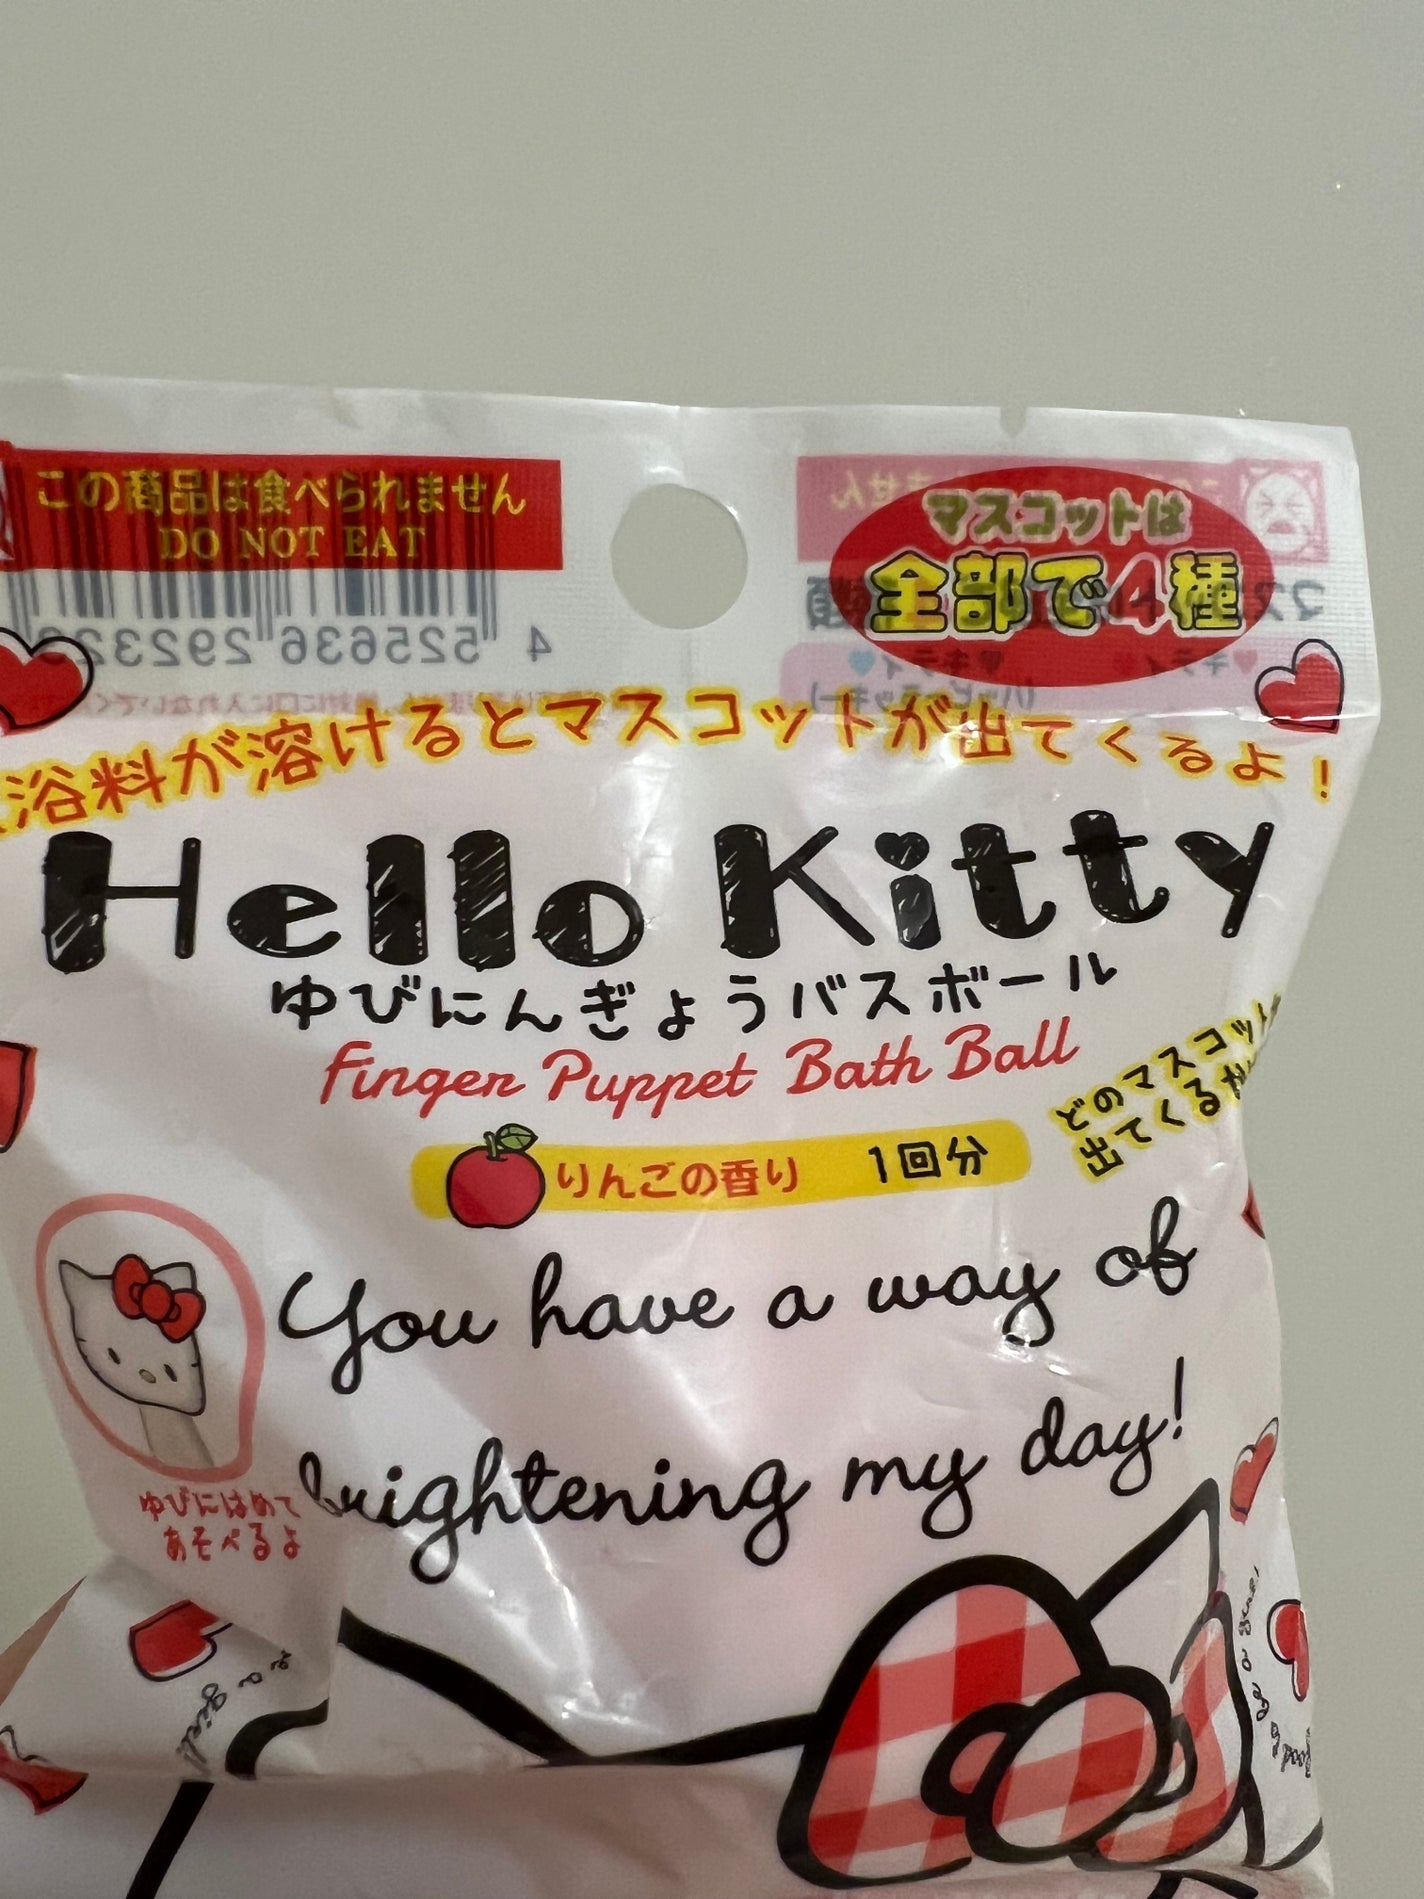 この商品は食べられません
DO NOT EAT
マスコットは
全部で4種
4 525636 29232
浴料が溶けるとマスコットが出てくるよ!
Hello Kitty
ゆびにんぎょうバスボール
Finger Puppet Bath Ball
どのマスコット
出てくるか
りんごの香り 1回分
You have a way of
brightening my day!
ゆびにはめて
あそべるよ